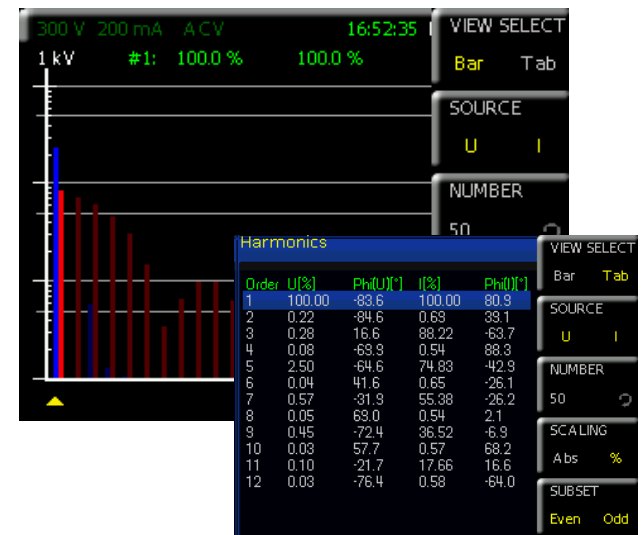 300 V 200 mA ACV 16:52:35
1 kV #1: 100.0 % 100.0 %
VIEW SELECT
Bar Tab
SOURCE
U I
NUMBER
50
Harmonics
Order U[%] Phi(U)[°] I[%] Phi(I)[°]
1 100.00 -83.6 100.00 80.9
2 0.22 -84.6 0.69 39.1
3 0.28 16.6 88.22 -63.7
4 0.08 -69.9 0.54 88.3
5 2.50 -64.6 74.83 -42.9
6 0.04 41.6 0.65 -26.1
7 0.57 -31.9 55.38 -26.2
8 0.05 69.0 0.54 2.1
9 0.45 -72.4 36.52 -6.9
10 0.03 57.7 0.57 68.2
11 0.10 -21.7 17.66 16.6
12 0.03 -76.4 0.58 -64.0
VIEW SELECT
Bar Tab
SOURCE
U I
NUMBER
50
SCALING
Abs %
SUBSET
Even Odd